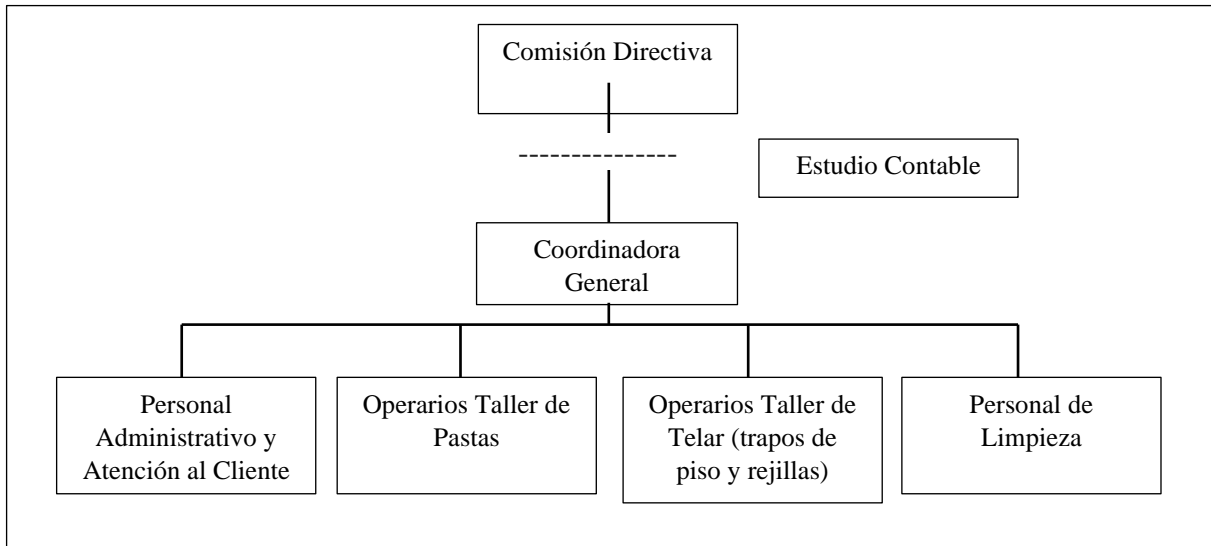 Comisión Directiva
Estudio Contable
Coordinadora
General
Personal
Administrativo y
Atención al Cliente
Operarios Taller de
Pastas
Operarios Taller de
Telar (trapos de
piso y rejillas)
Personal de
Limpieza